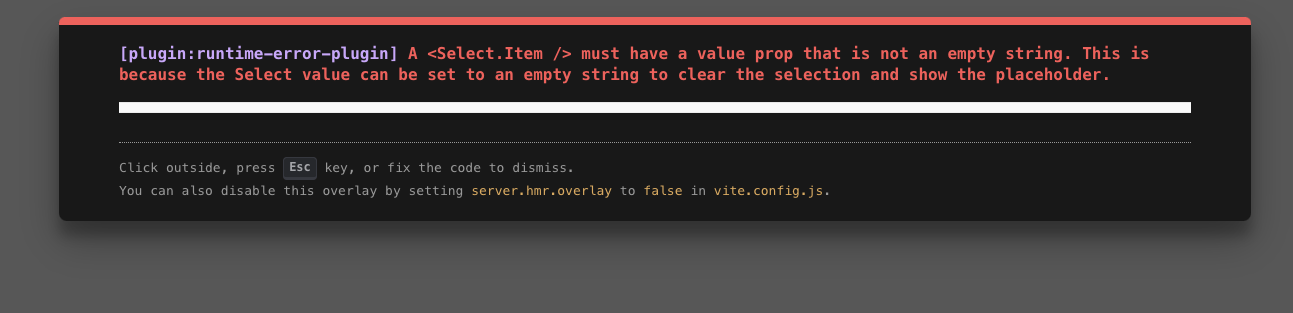 [plugin:runtime-error-plugin] A <Select.Item /> must have a value prop that is not an empty string. This is
because the Select value can be set to an empty string to clear the selection and show the placeholder.
Click outside, press Esc key, or fix the code to dismiss.
You can also disable this overlay by setting server.hmr.overlay to false in vite.config.js.